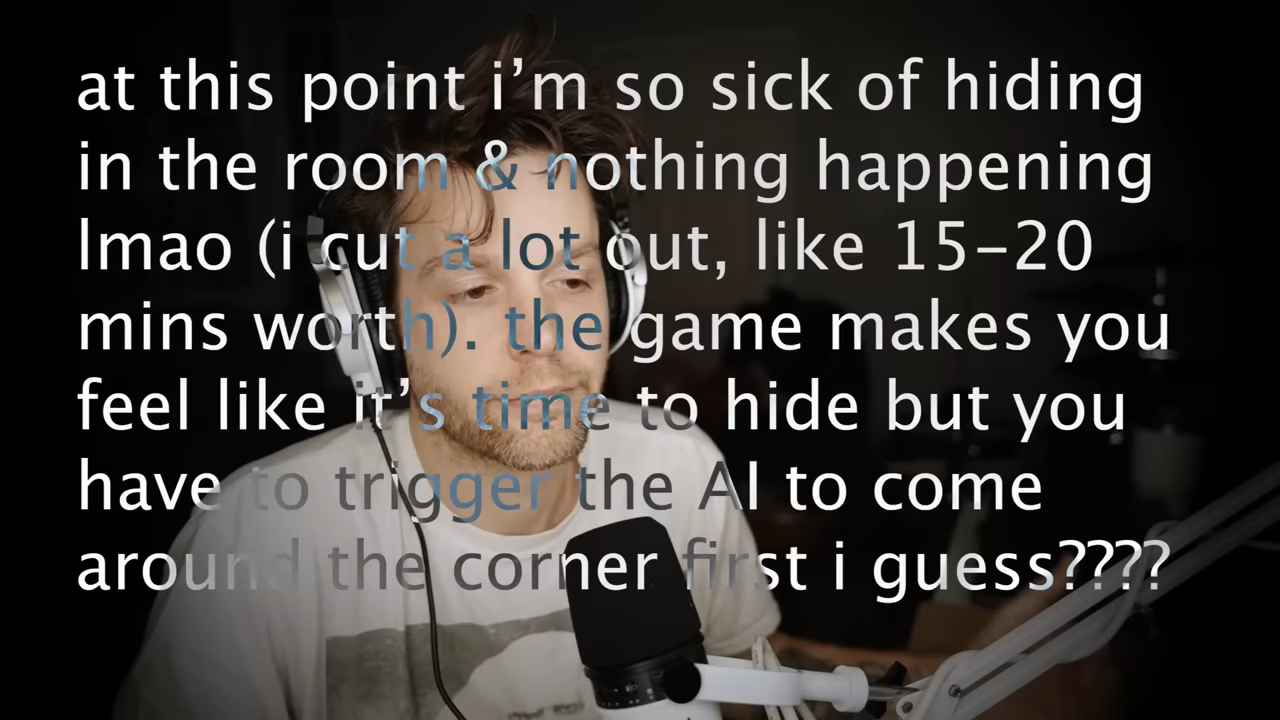 at this point i’m so sick of hiding
in the room & nothing happening
lmao (i cut a lot out, like 15–20
mins worth). the game makes you
feel like it’s time to hide but you
have to trigger the AI to come
around the corner first i guess????